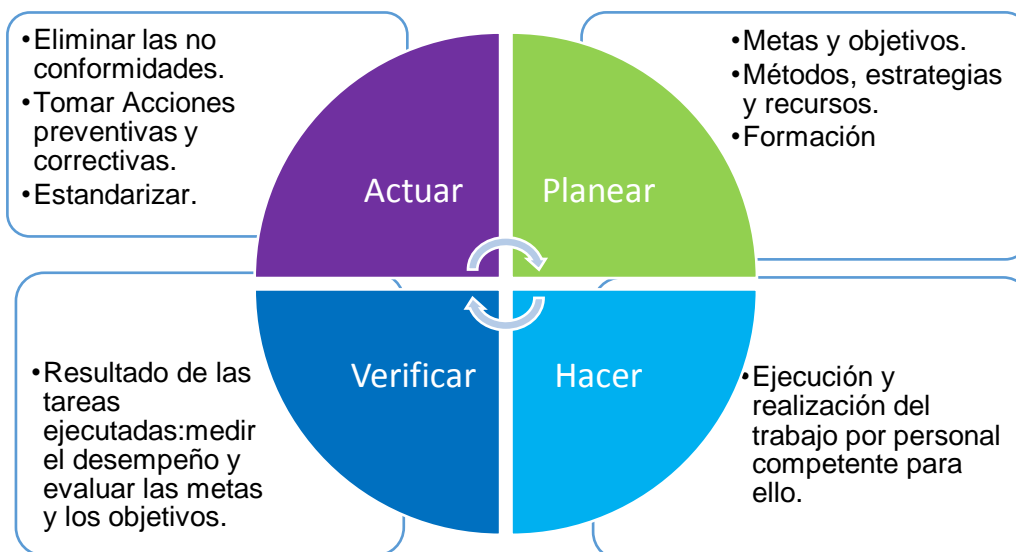 •Eliminar las no
conformidades.
•Tomar Acciones
preventivas y
correctivas.
•Estandarizar.
•Metas y objetivos.
•Métodos, estrategias
y recursos.
•Formación
Actuar
Planear
Verificar
Hacer
•Resultado de las
tareas
ejecutadas:medir
el desempeño y
evaluar las metas
y los objetivos.
•Ejecución y
realización del
trabajo por personal
competente para
ello.